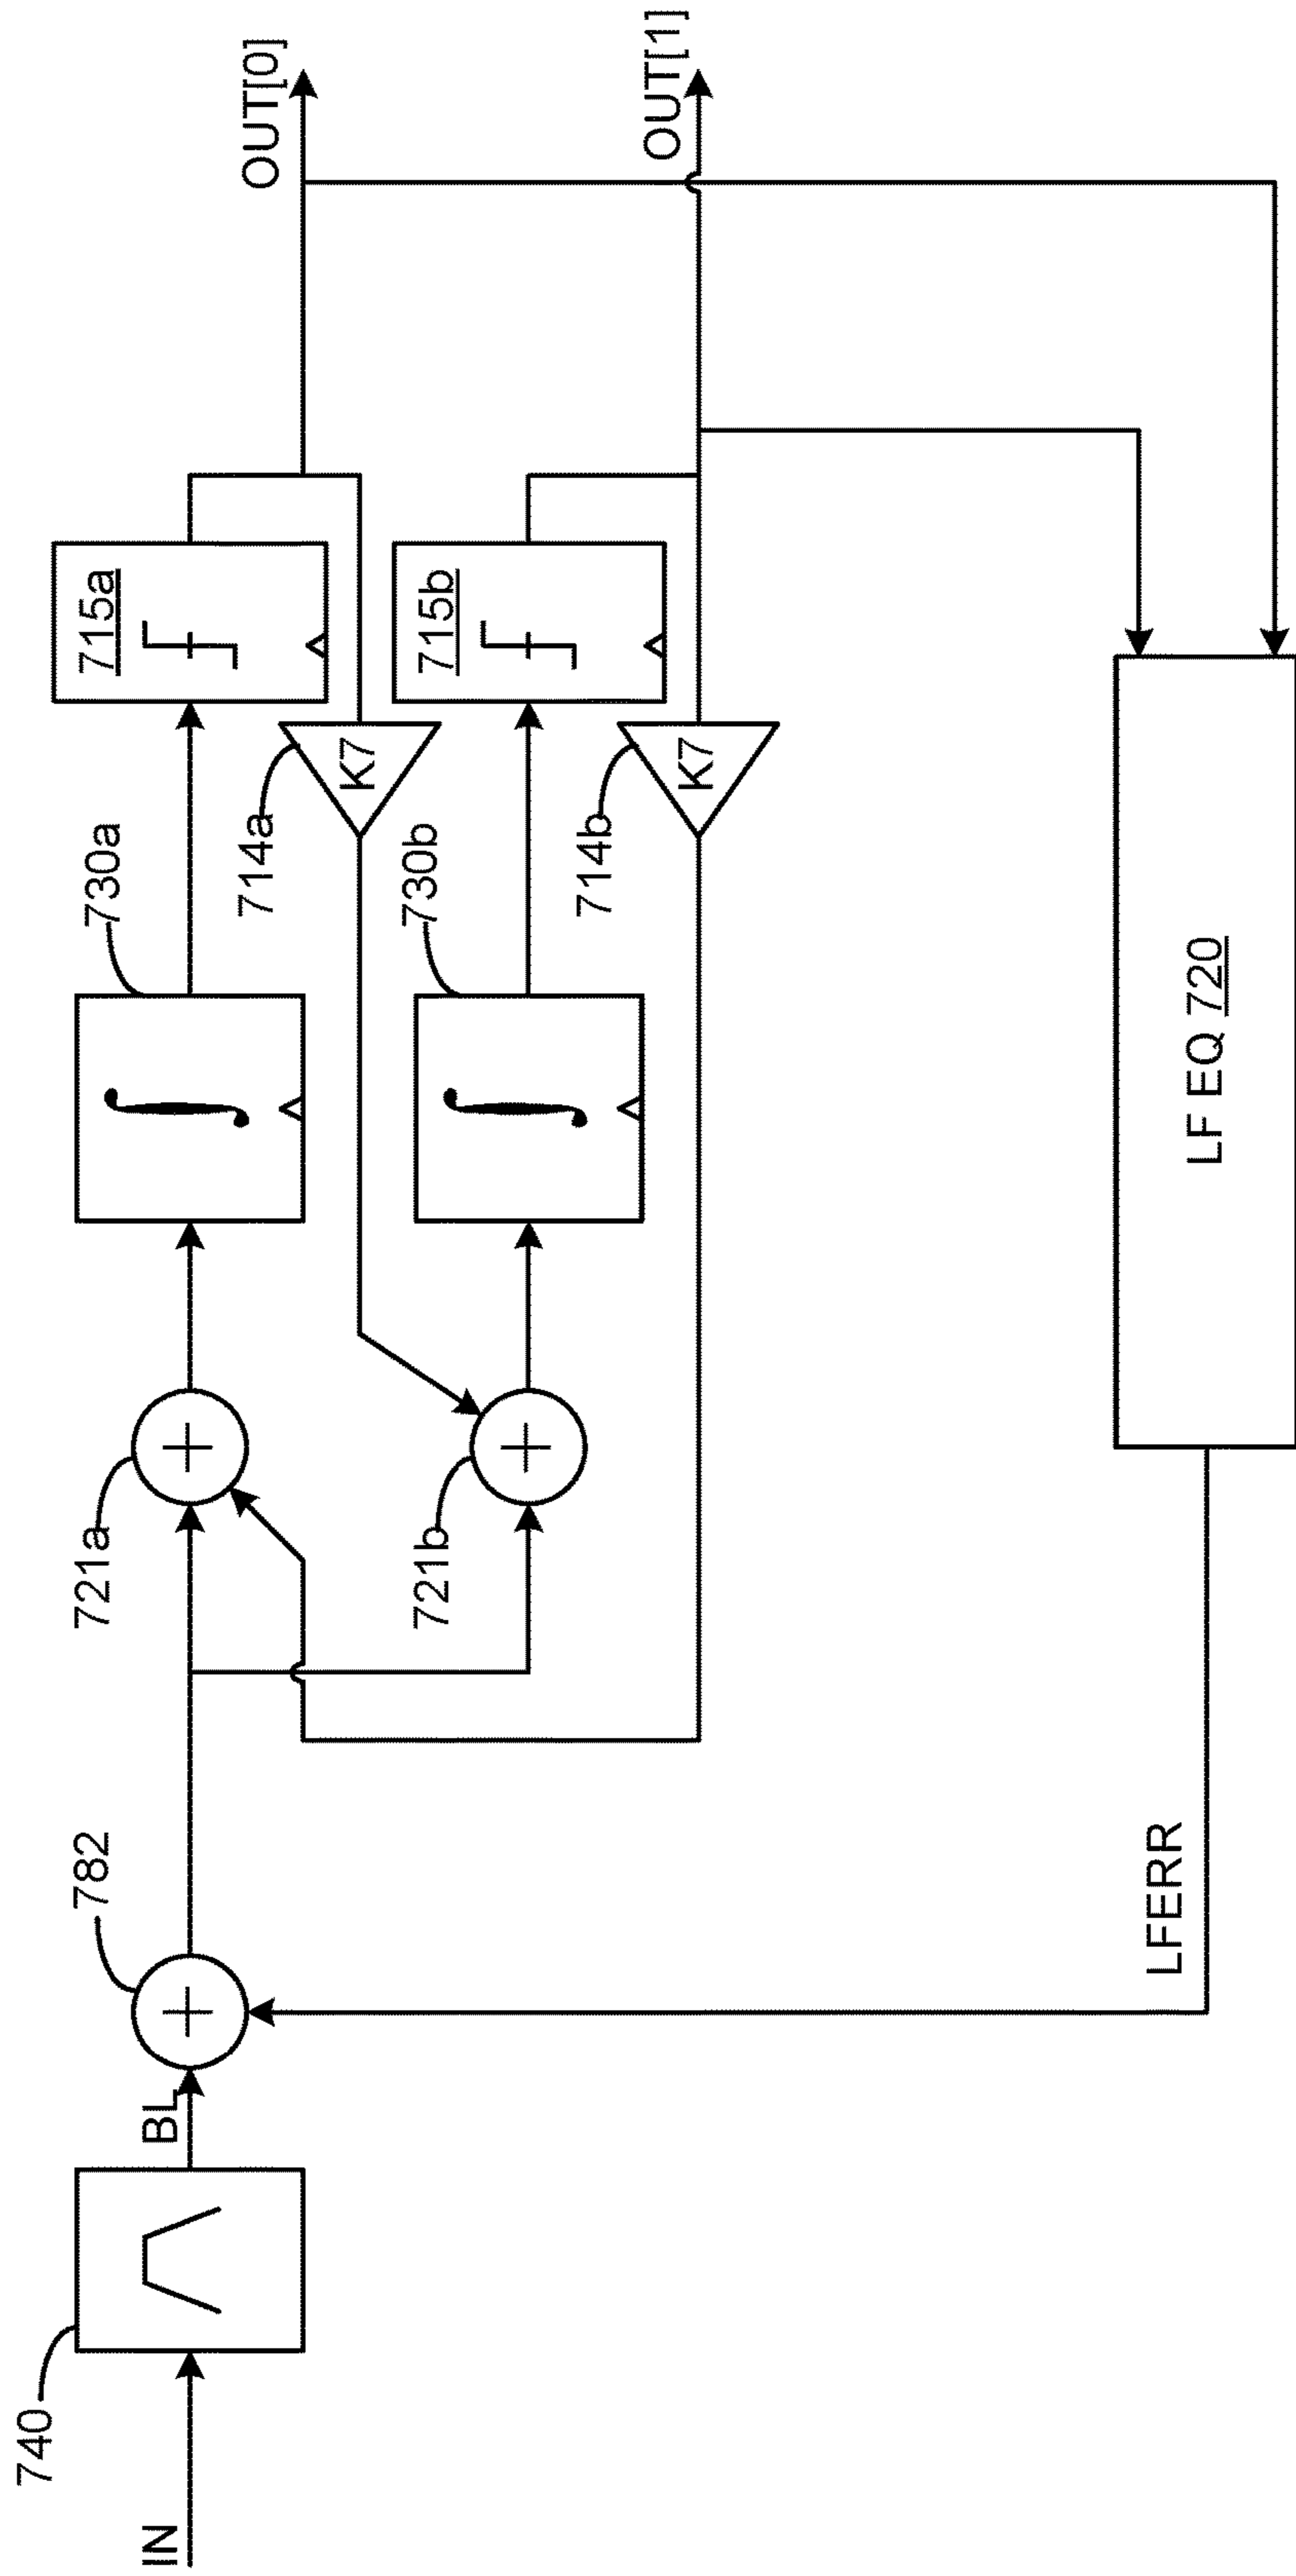 IN
740
BL
782
721a
730a
715a
OUT[0]
714a
K7
721b
730b
715b
OUT[1]
714b
K7
LFERR
LF EQ 720